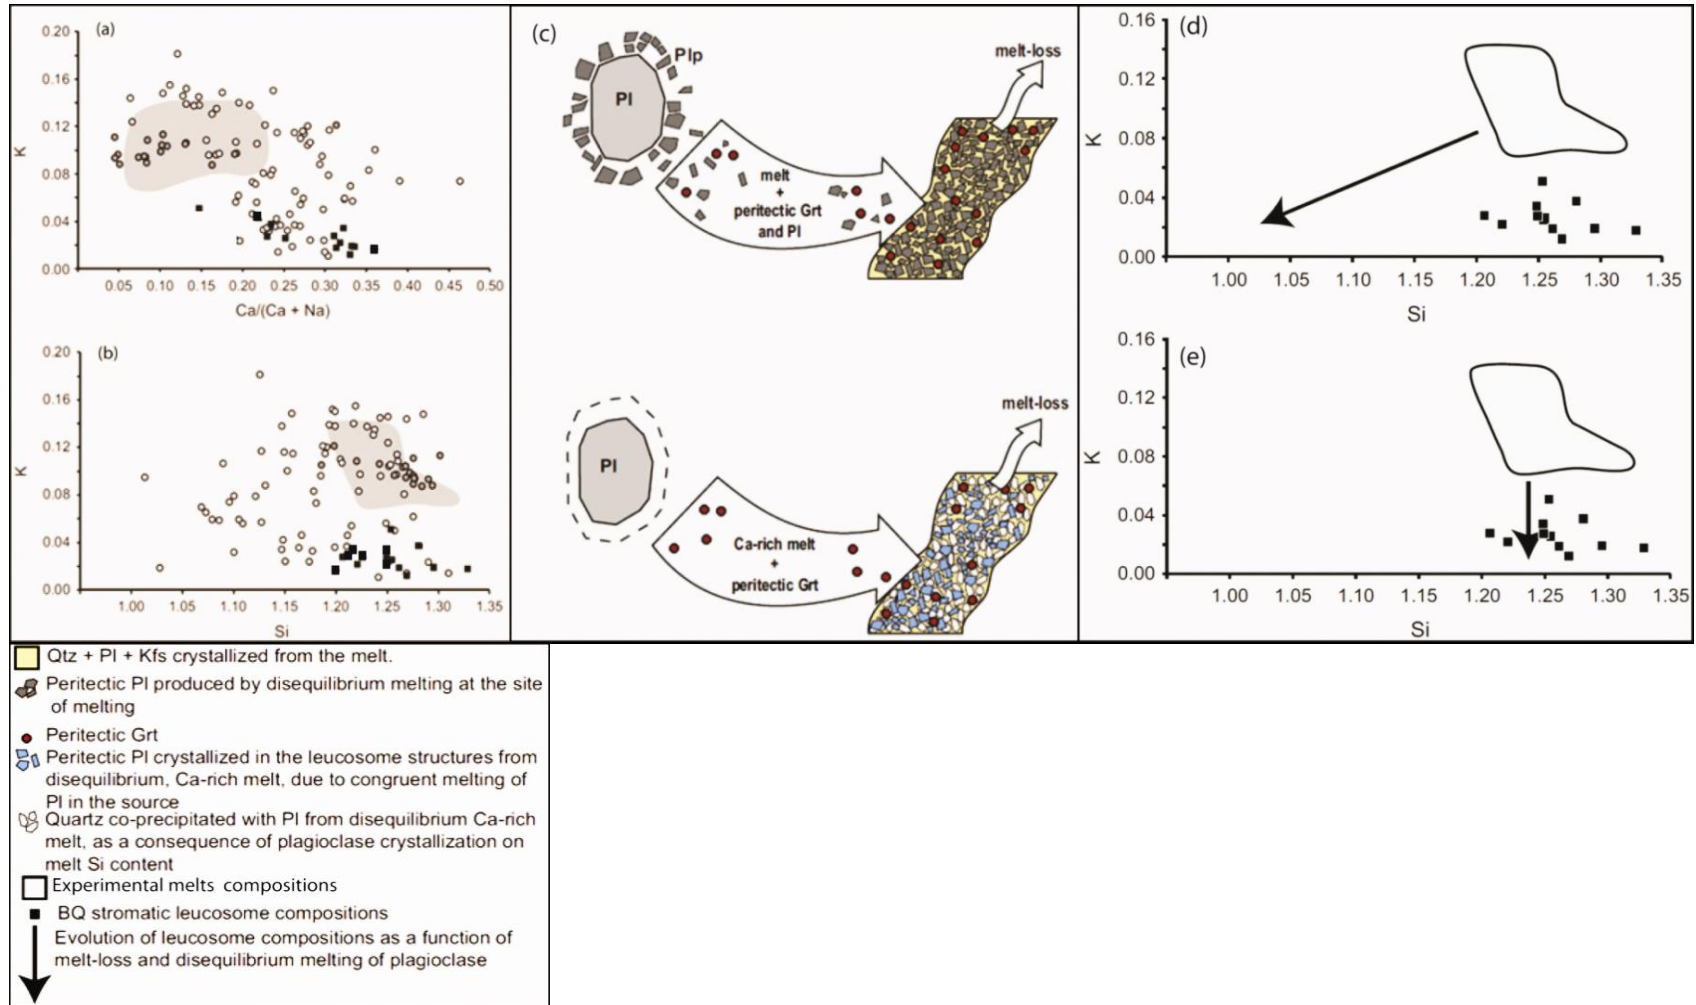 (a)
0.20
0.16
0.12
0.08
0.04
0.00
K
0.05 0.10 0.15 0.20 0.25 0.30 0.35 0.40 0.45 0.50
Ca/(Ca + Na)
(b)
0.20
0.16
0.12
0.08
0.04
0.00
K
1.00 1.05 1.10 1.15 1.20 1.25 1.30 1.35
Si
(c)
Plp
Pl
melt-loss
melt
+
peritectic Grt
and Pl
Pl
melt-loss
Ca-rich melt
+
peritectic Grt
(d)
0.16
0.12
0.08
0.04
0.00
K
1.00 1.05 1.10 1.15 1.20 1.25 1.30 1.35
Si
(e)
0.16
0.12
0.08
0.04
0.00
K
1.00 1.05 1.10 1.15 1.20 1.25 1.30 1.35
Si
Qtz + Pl + Kfs crystallized from the melt.
Peritectic Pl produced by disequilibrium melting at the site
of melting
Peritectic Grt
Peritectic Pl crystallized in the leucosome structures from
disequilibrium, Ca-rich melt, due to congruent melting of
Pl in the source
Quartz co-precipitated with Pl from disequilibrium Ca-rich
melt, as a consequence of plagioclase crystallization on
melt Si content
Experimental melts compositions
BQ stromatic leucosome compositions
Evolution of leucosome compositions as a function of
melt-loss and disequilibrium melting of plagioclase